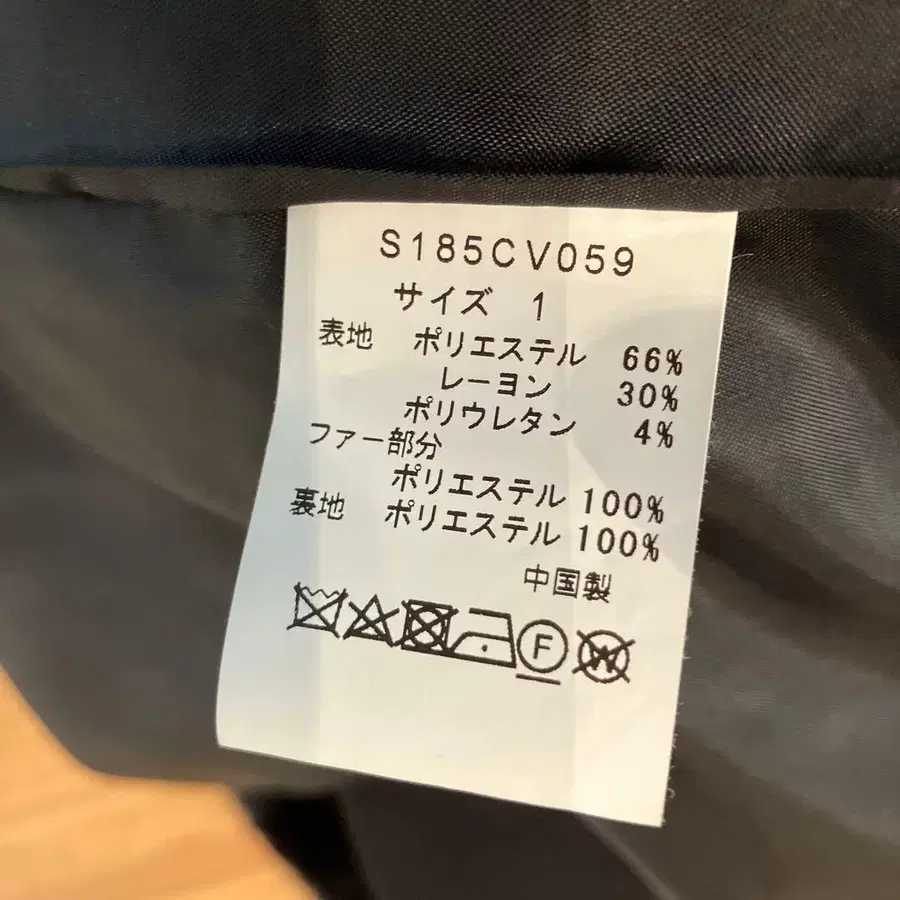 S185CV059
サイズ 1
表地 ポリエステル 66%
レーヨン 30%
ポリウレタン 4%
ファー部分
ポリエステル 100%
裏地 ポリエステル 100%
中国製
F W